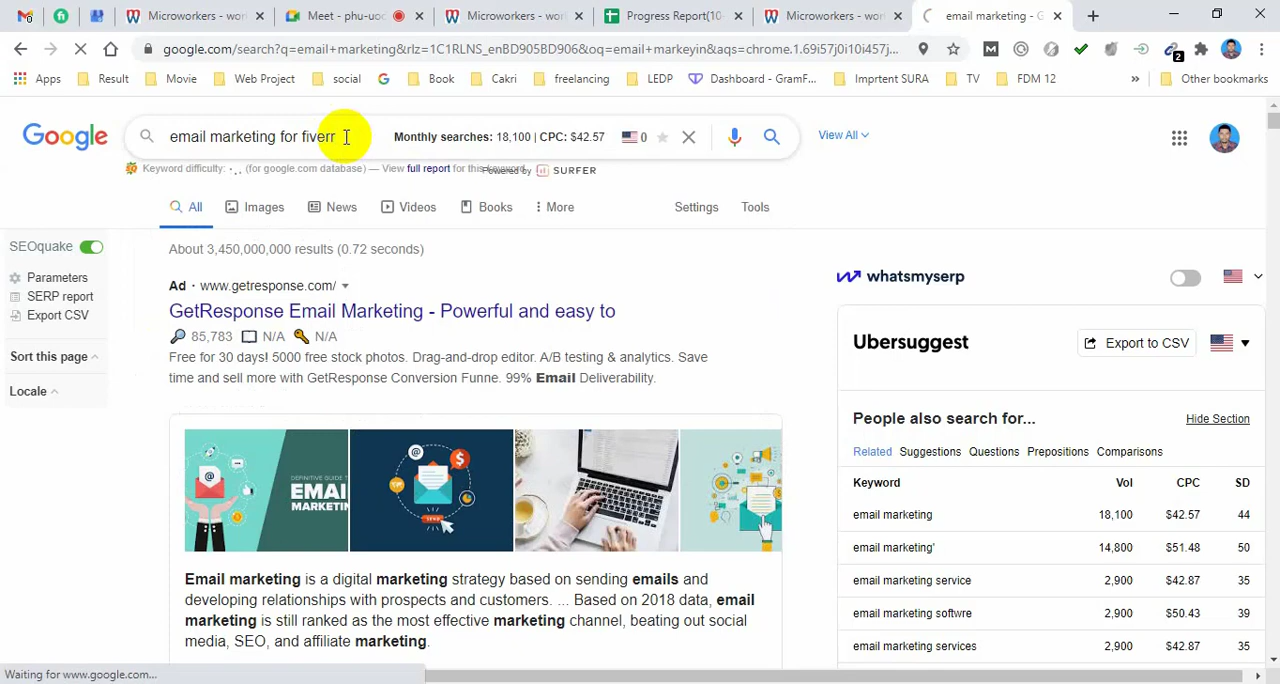 Microworkers - wor
Meet - phu-uoc
Microworkers - wor
Progress Report(10-
Microworkers - wor
email marketing - G
google.com/search?q=email+marketing&rlz=1C1RLNS_enBD905BD906&oq=email+markeyin&aqs=chrome.1.69i57j0i10i457j...
2
Apps
Result
Movie
Web Project
social
Book
Cakri
freelancing
LEDP
Dashboard - GramF...
Imprtent SURA
TV
FDM 12
»
Other bookmarks
Google
email marketing for fiverr
Monthly searches: 18,100 | CPC: $42.57
0
View All
Keyword difficulty: (for google.com database) — View full report for this
Powered by SURFER
All
Images
News
Videos
Books
More
Settings
Tools
SEOquake
Parameters
SERP report
Export CSV
Sort this page
Locale
About 3,450,000,000 results (0.72 seconds)
Ad · www.getresponse.com/
GetResponse Email Marketing - Powerful and easy to
85,783 N/A N/A
Free for 30 days! 5000 free stock photos. Drag-and-drop editor. A/B testing & analytics. Save
time and sell more with GetResponse Conversion Funne. 99% Email Deliverability.
DEFINITIVE GUIDE
EMAI
MARKETIN
Email marketing is a digital marketing strategy based on sending emails and
developing relationships with prospects and customers. ... Based on 2018 data, email
marketing is still ranked as the most effective marketing channel, beating out social
media, SEO, and affiliate marketing.
whatsmyserp
Ubersuggest
Export to CSV
People also search for...
Hide Section
Related Suggestions Questions Prepositions Comparisons
Keyword Vol CPC SD
email marketing 18,100 $42.57 44
email marketing' 14,800 $51.48 50
email marketing service 2,900 $42.87 35
email marketing softwre 2,900 $50.43 39
email marketing services 2,900 $42.87 35
Waiting for www.google.com...